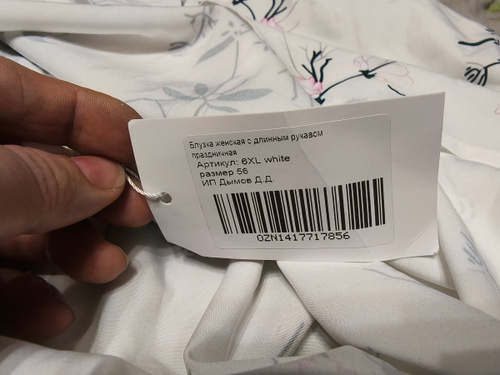 Блузка женская с длинным рукавом
праздничная
Артикул: 6XL white
размер 56
ИП Дымов Д.Д.
OZN1417717856